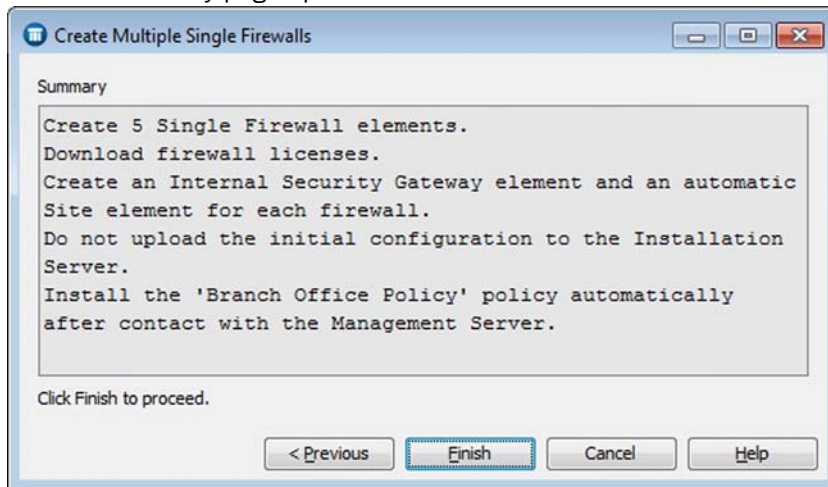 Create Multiple Single Firewalls
Summary
Create 5 Single Firewall elements.
Download firewall licenses.
Create an Internal Security Gateway element and an automatic
Site element for each firewall.
Do not upload the initial configuration to the Installation
Server.
Install the 'Branch Office Policy' policy automatically
after contact with the Management Server.
Click Finish to proceed.
< Previous Finish Cancel Help